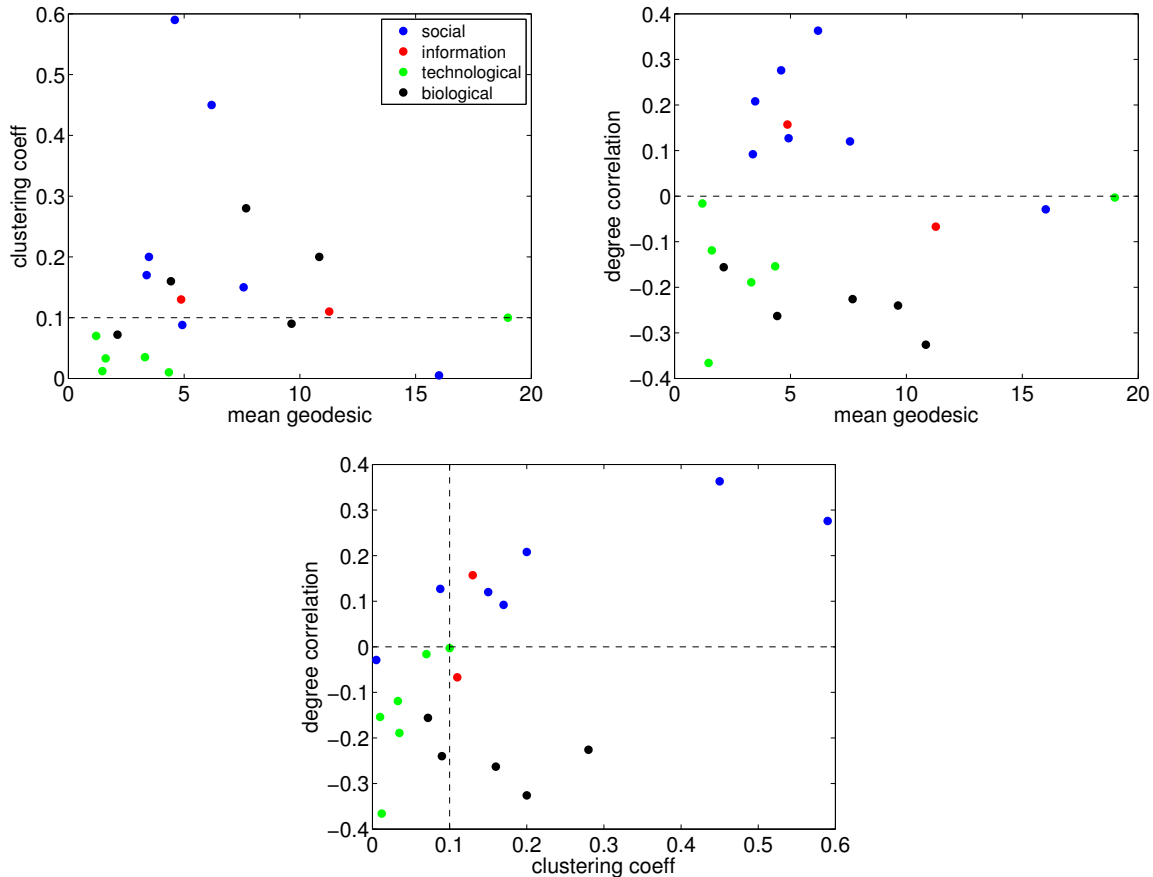 0.6
0.5
0.4
0.3
0.2
0.1
0
clustering coeff
social
information
technological
biological
0 5 10 15 20
mean geodesic
0.4
0.3
0.2
0.1
0
−0.1
−0.2
−0.3
−0.4
degree correlation
0 5 10 15 20
mean geodesic
0.4
0.3
0.2
0.1
0
−0.1
−0.2
−0.3
−0.4
degree correlation
0 0.1 0.2 0.3 0.4 0.5 0.6
clustering coeff